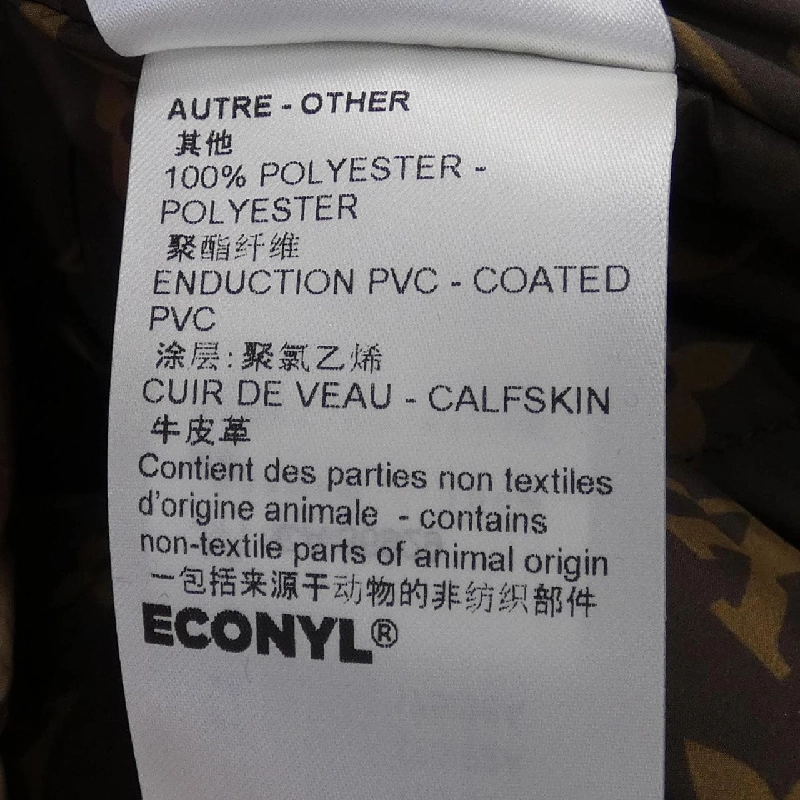 AUTRE - OTHER
其他
100% POLYESTER -
POLYESTER
聚酯纤维
ENDUCTION PVC - COATED
PVC
涂层:聚氯乙烯
CUIR DE VEAU - CALFSKIN
牛皮革
Contient des parties non textiles
d'origine animale - contains
non-textile parts of animal origin
一包括来源于动物的非纺织部件
ECONYL®